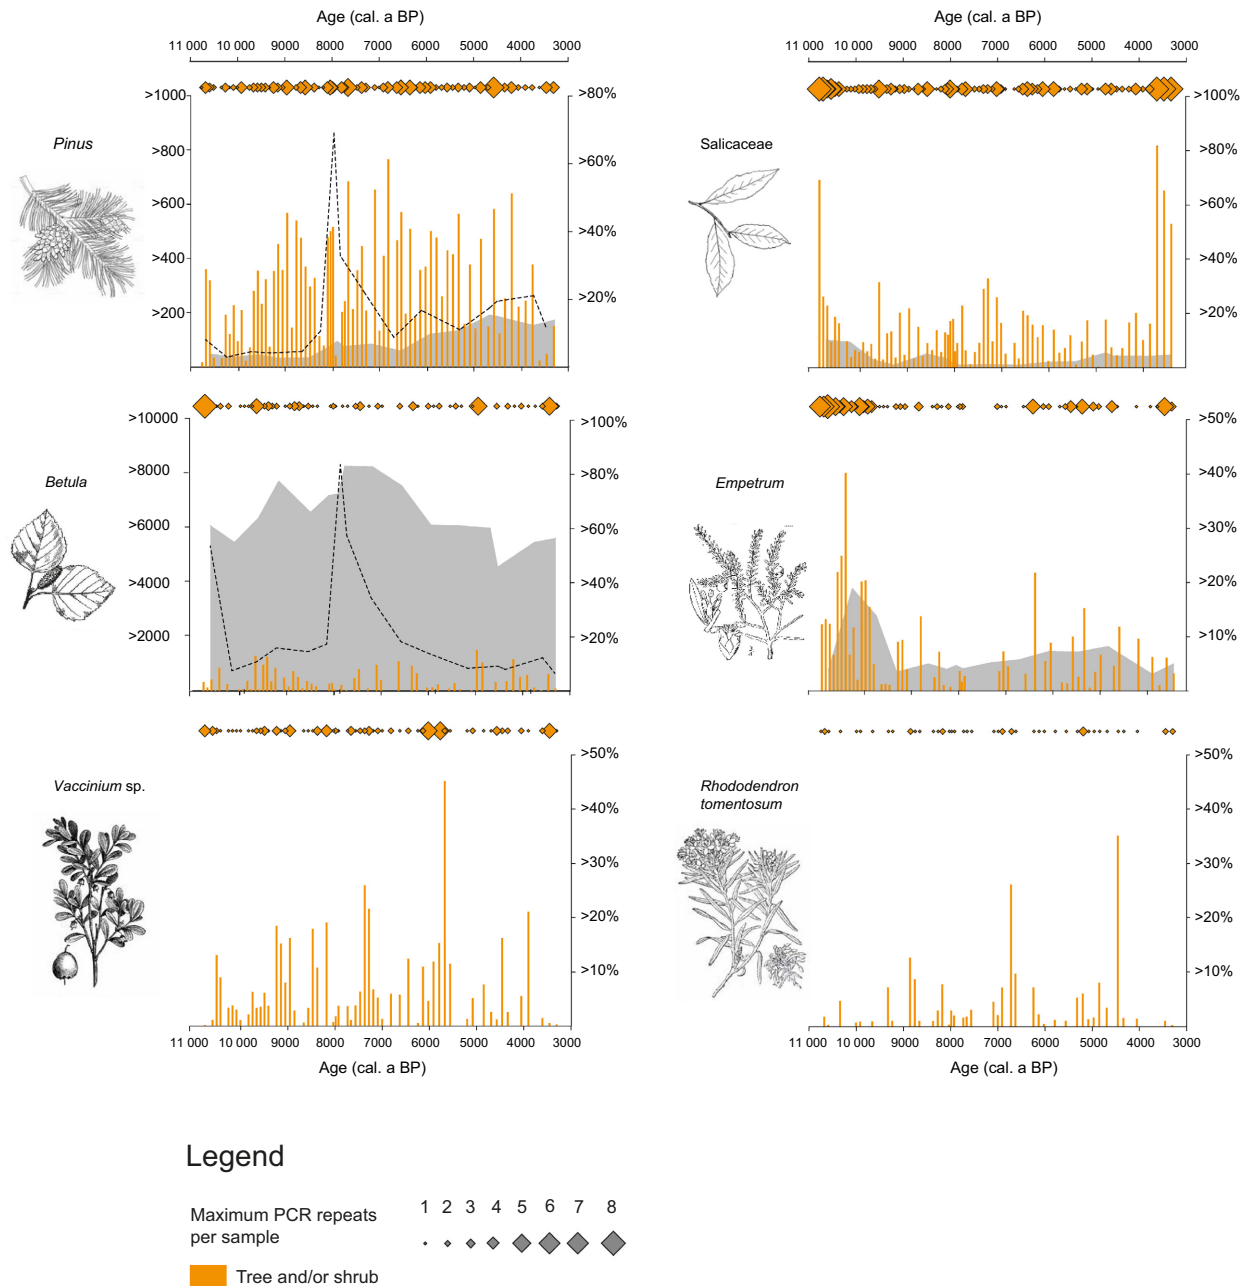 Age (cal. a BP)
Age (cal. a BP)
11 000 10 000 9000 8000 7000 6000 5000 4000 3000
11 000 10 000 9000 8000 7000 6000 5000 4000 3000
Pinus
>1000
>800
>600
>400
>200
>80%
>60%
>40%
>20%
Salicaceae
>100%
>80%
>60%
>40%
>20%
Betula
>10000
>8000
>6000
>4000
>2000
>100%
>80%
>60%
>40%
>20%
Empetrum
>50%
>40%
>30%
>20%
>10%
Vaccinium sp.
>50%
>40%
>30%
>20%
>10%
Rhododendron
tomentosum
>50%
>40%
>30%
>20%
>10%
11 000 10 000 9000 8000 7000 6000 5000 4000 3000
11 000 10 000 9000 8000 7000 6000 5000 4000 3000
Age (cal. a BP)
Age (cal. a BP)
Legend
Maximum PCR repeats
per sample
1 2 3 4 5 6 7 8
Tree and/or shrub